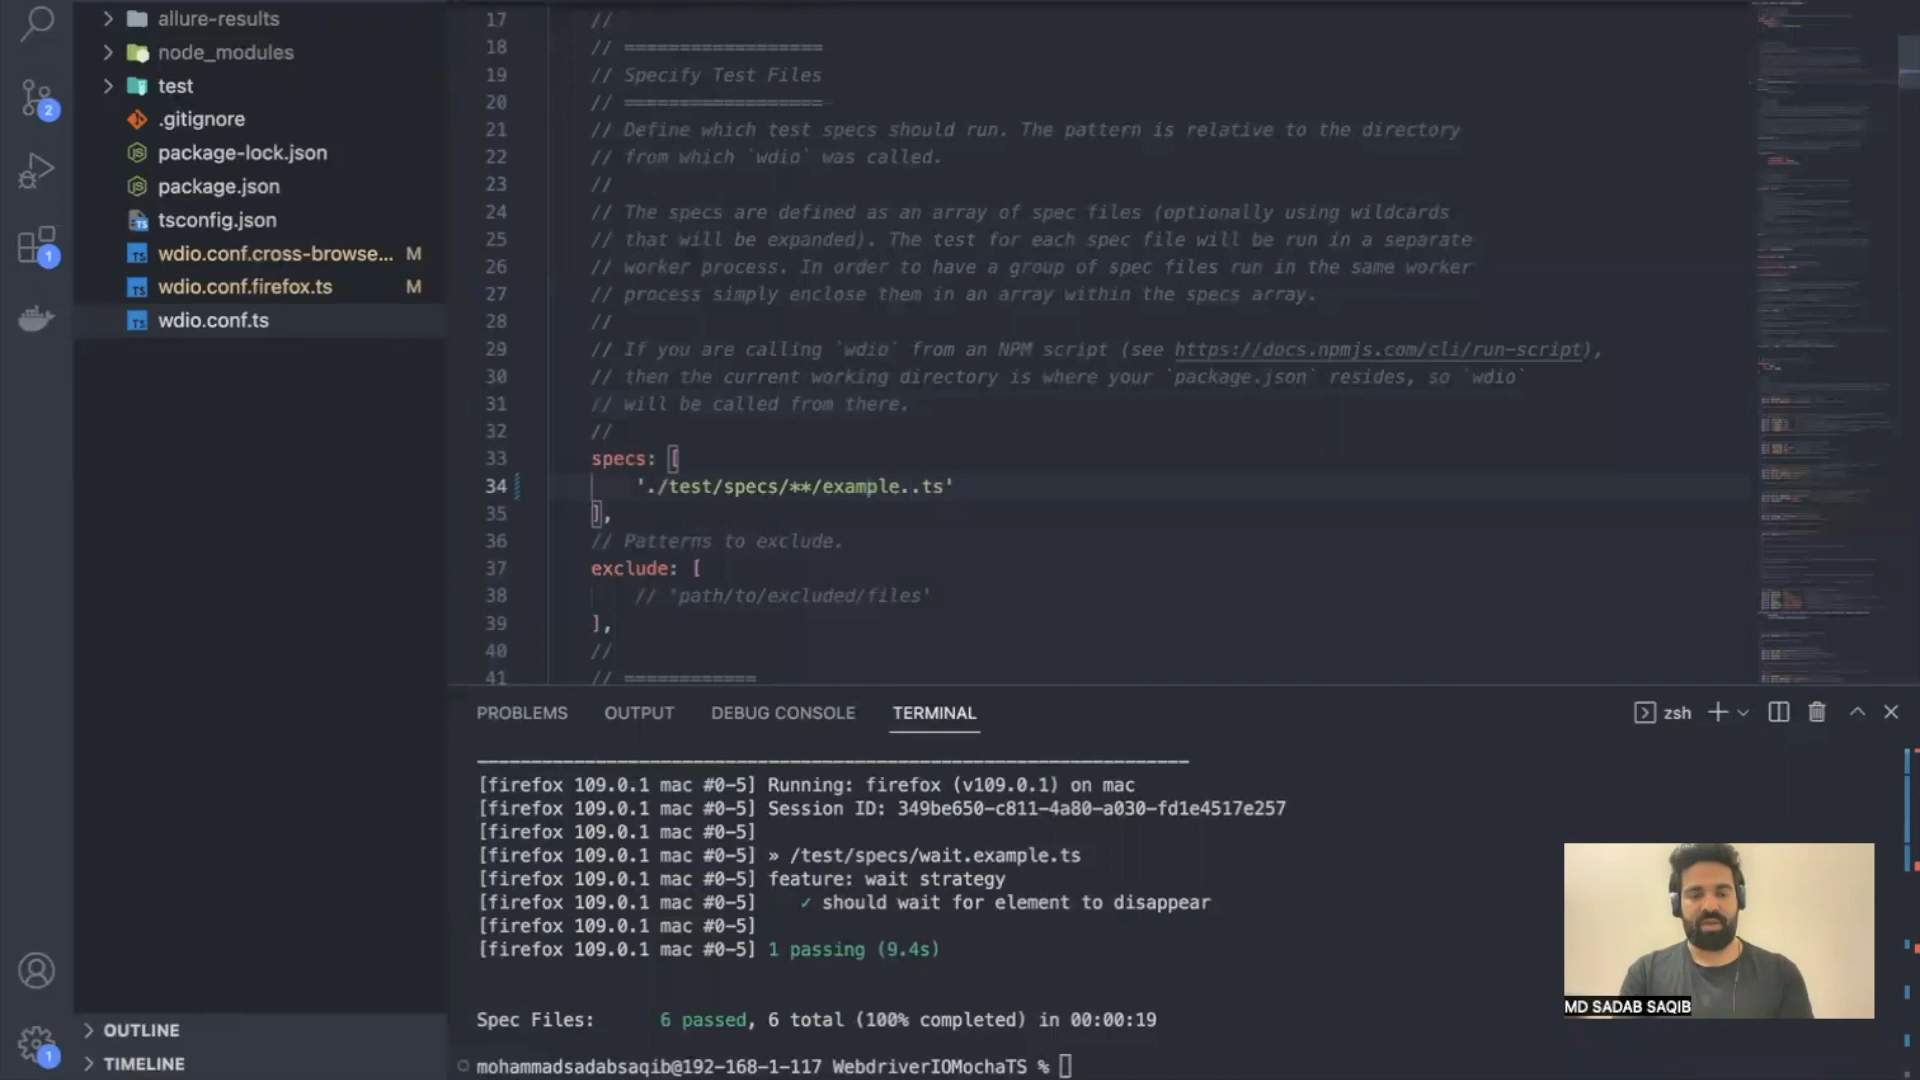 allure-results
node_modules
test
.gitignore
package-lock.json
package.json
tsconfig.json
wdio.conf.cross-browse... M
wdio.conf.firefox.ts M
wdio.conf.ts
2
1
1
OUTLINE
TIMELINE
17 //
18 // ==================
19 // Specify Test Files
20 // ==================
21 // Define which test specs should run. The pattern is relative to the directory
22 // from which `wdio` was called.
23 //
24 // The specs are defined as an array of spec files (optionally using wildcards
25 // that will be expanded). The test for each spec file will be run in a separate
26 // worker process. In order to have a group of spec files run in the same worker
27 // process simply enclose them in an array within the specs array.
28 //
29 // If you are calling `wdio` from an NPM script (see https://docs.npmjs.com/cli/run-script),
30 // then the current working directory is where your `package.json` resides, so `wdio`
31 // will be called from there.
32 //
33 specs: [
34 './test/specs/**/example..ts'
35 ],
36 // Patterns to exclude.
37 exclude: [
38 // 'path/to/excluded/files'
39 ],
40 //
41 // ============
PROBLEMS OUTPUT DEBUG CONSOLE TERMINAL zsh
[firefox 109.0.1 mac #0-5] Running: firefox (v109.0.1) on mac
[firefox 109.0.1 mac #0-5] Session ID: 349be650-c811-4a80-a030-fd1e4517e257
[firefox 109.0.1 mac #0-5]
[firefox 109.0.1 mac #0-5] » /test/specs/wait.example.ts
[firefox 109.0.1 mac #0-5] feature: wait strategy
[firefox 109.0.1 mac #0-5] ✓ should wait for element to disappear
[firefox 109.0.1 mac #0-5]
[firefox 109.0.1 mac #0-5] 1 passing (9.4s)
Spec Files: 6 passed, 6 total (100% completed) in 00:00:19
mohammadsadabsaqib@192-168-1-117 WebdriverIOMochaTS %
MD SADAB SAQIB